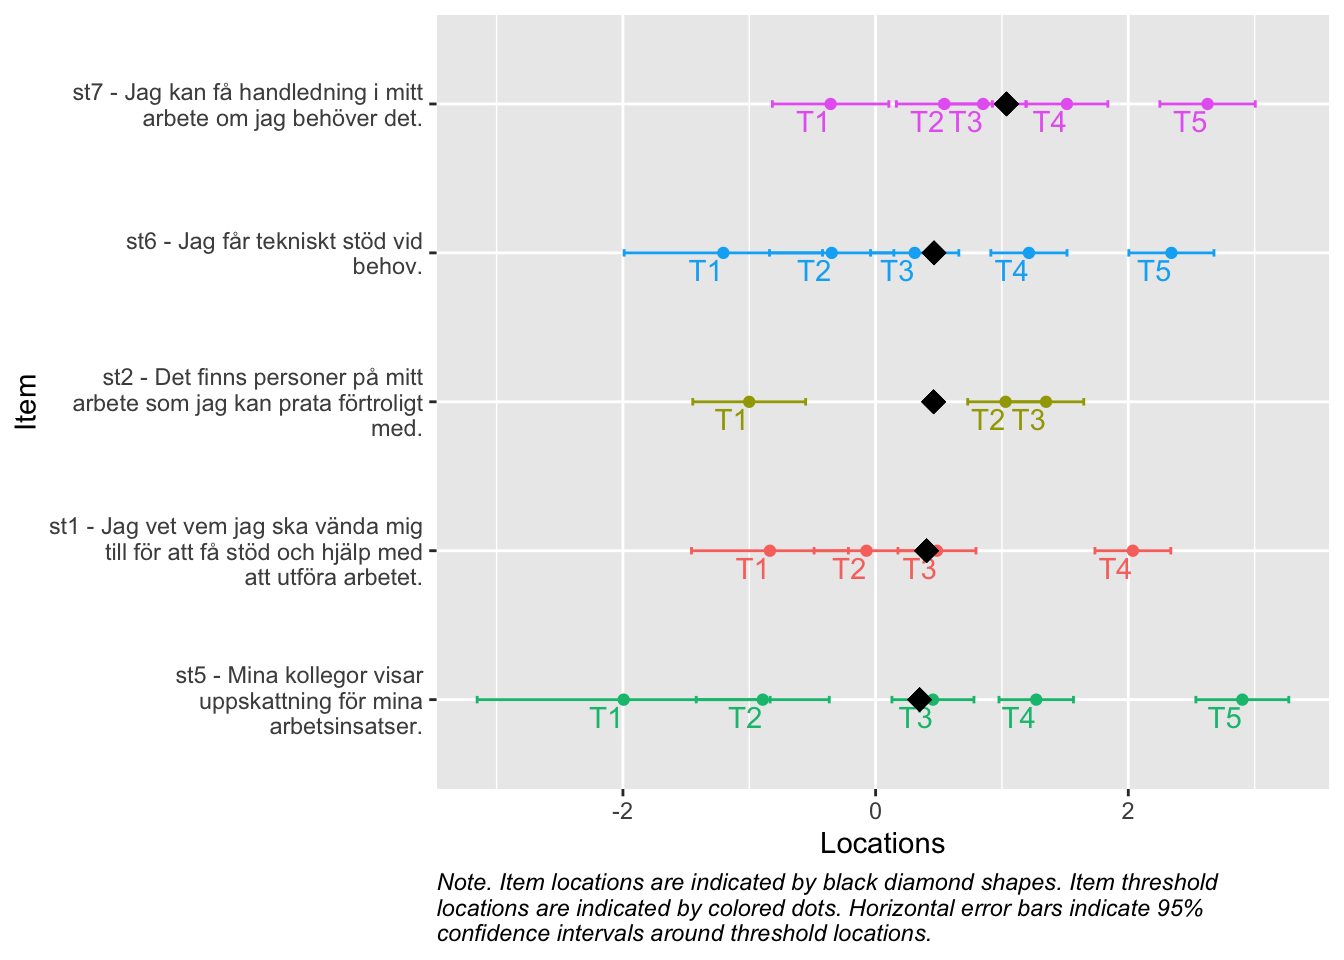 st7 - Jag kan få handledning i mitt
arbete om jag behöver det.
T1 T2 T3 T4 T5
st6 - Jag får tekniskt stöd vid
behov.
T1 T2 T3 T4 T5
st2 - Det finns personer på mitt
arbete som jag kan prata förtroligt
med.
T1 T2 T3
st1 - Jag vet vem jag ska vända mig
till för att få stöd och hjälp med
att utföra arbetet.
T1 T2 T3 T4
st5 - Mina kollegor visar
uppskattning för mina
arbetsinsatser.
T1 T2 T3 T4 T5
Item
-2 0 2
Locations
Note. Item locations are indicated by black diamond shapes. Item threshold
locations are indicated by colored dots. Horizontal error bars indicate 95%
confidence intervals around threshold locations.